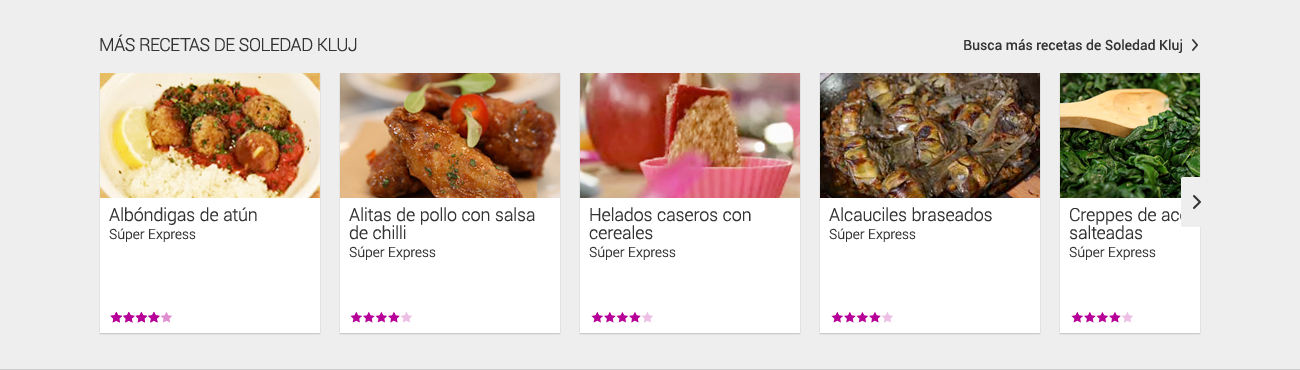 MÁS RECETAS DE SOLEDAD KLUJ
Busca más recetas de Soledad Kluj
Albóndigas de atún
Súper Express
Alitas de pollo con salsa
de chilli
Súper Express
Helados caseros con
cereales
Súper Express
Alcauciles braseados
Súper Express
Creppes de
salteadas
Súper Express